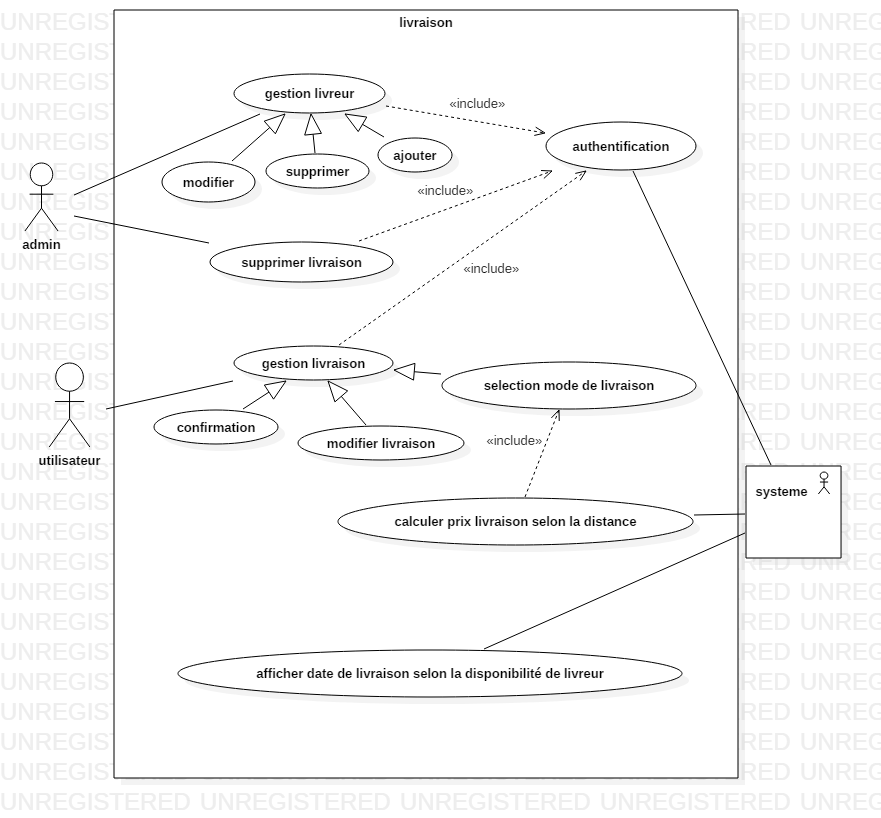 livraison
gestion livreur
«include»
authentification
modifier
supprimer
ajouter
«include»
admin
supprimer livraison
«include»
gestion livraison
selection mode de livraison
confirmation
modifier livraison
«include»
utilisateur
systeme
calculer prix livraison selon la distance
afficher date de livraison selon la disponibilité de livreur
UNREGISTERED UNREGISTERED UNREGISTERED UNREGISTERED UNREG